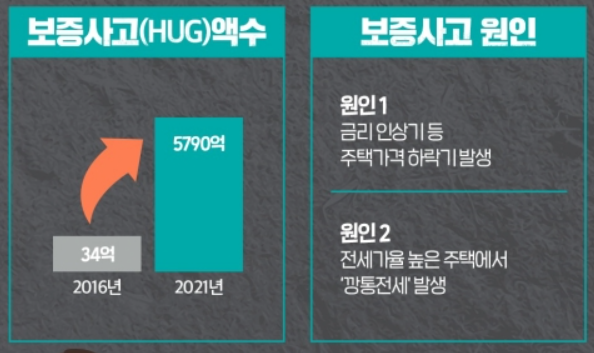 보증사고(HUG)액수
5790억
34억
2016년
2021년
보증사고 원인
원인 1
금리 인상기 등
주택가격 하락기 발생
원인 2
전세가율 높은 주택에서
'깡통전세' 발생